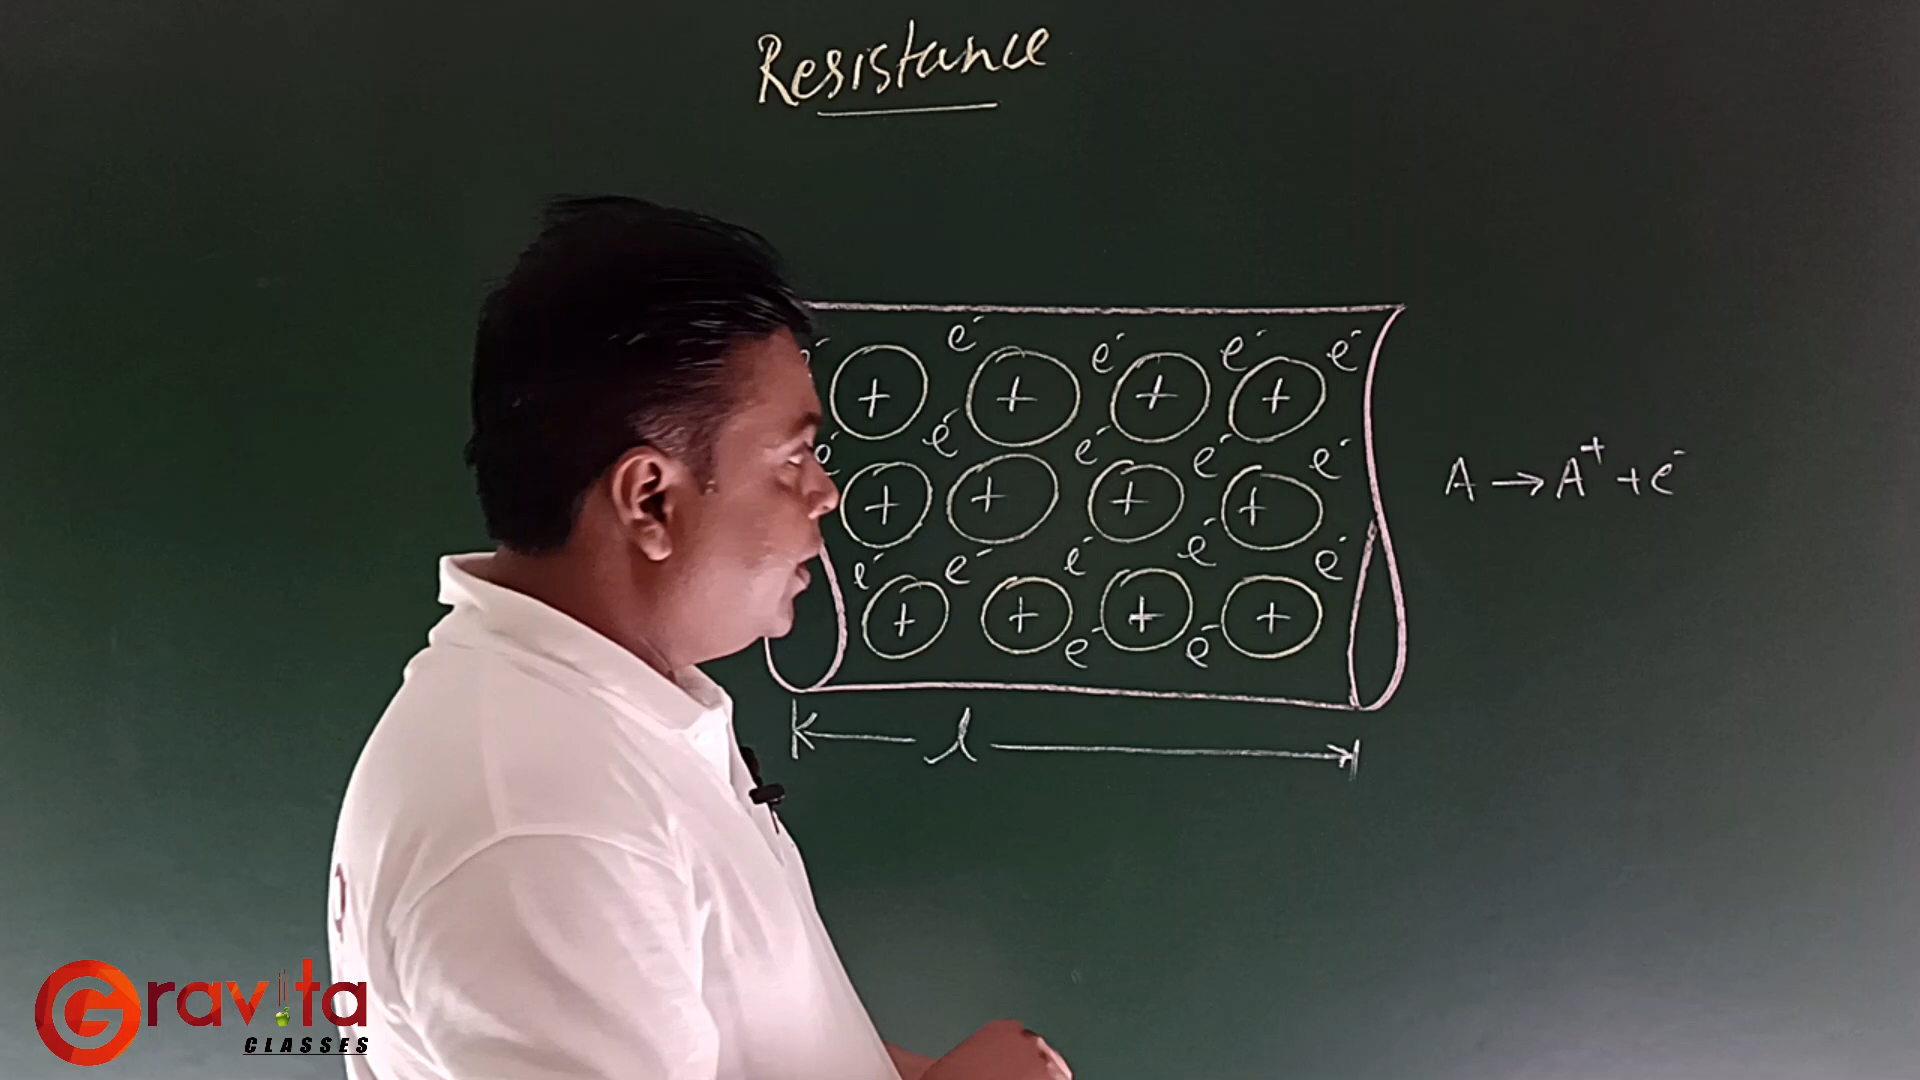 Resistance
e⁻ e⁻ e⁻ e⁻ e⁻
+ + + +
e⁻ e⁻ e⁻ e⁻ e⁻
+ + + +
e⁻ e⁻ e⁻ e⁻ e⁻
+ + + +
e⁻ e⁻
l
A → A⁺ + e⁻
Gravita
CLASSES